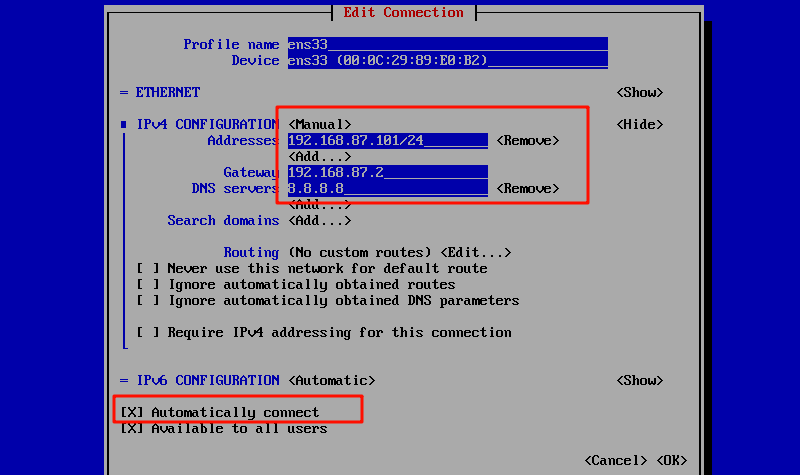 Edit Connection
Profile name ens33
Device ens33 (00:0C:29:89:E0:B2)
= ETHERNET <Show>
IPv4 CONFIGURATION <Manual> <Hide>
Addresses 192.168.87.101/24 <Remove>
<Add...>
Gateway 192.168.87.2
DNS servers 8.8.8.8 <Remove>
<Add...>
Search domains <Add...>
Routing (No custom routes) <Edit...>
[ ] Never use this network for default route
[ ] Ignore automatically obtained routes
[ ] Ignore automatically obtained DNS parameters
[ ] Require IPv4 addressing for this connection
= IPv6 CONFIGURATION <Automatic> <Show>
[X] Automatically connect
[X] Available to all users
<Cancel> <OK>